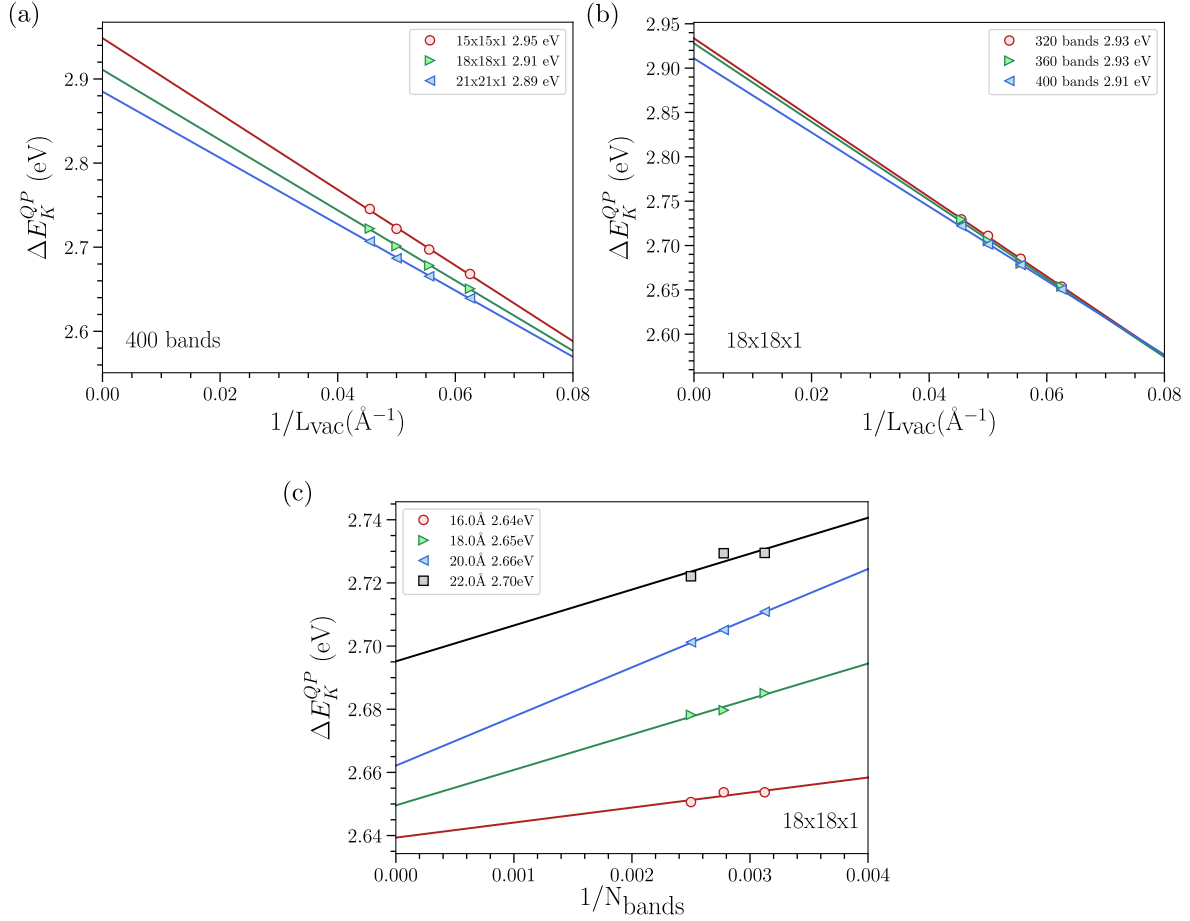 (a)
15x15x1 2.95 eV
18x18x1 2.91 eV
21x21x1 2.89 eV
2.9
2.8
2.7
2.6
ΔE_K^{QP} (eV)
400 bands
0.00 0.02 0.04 0.06 0.08
1/L_vac(Å⁻¹)
(b)
320 bands 2.93 eV
360 bands 2.93 eV
400 bands 2.91 eV
2.95
2.90
2.85
2.80
2.75
2.70
2.65
2.60
ΔE_K^{QP} (eV)
18x18x1
0.00 0.02 0.04 0.06 0.08
1/L_vac(Å⁻¹)
(c)
16.0Å 2.64eV
18.0Å 2.65eV
20.0Å 2.66eV
22.0Å 2.70eV
2.74
2.72
2.70
2.68
2.66
2.64
ΔE_K^{QP} (eV)
18x18x1
0.000 0.001 0.002 0.003 0.004
1/N_bands